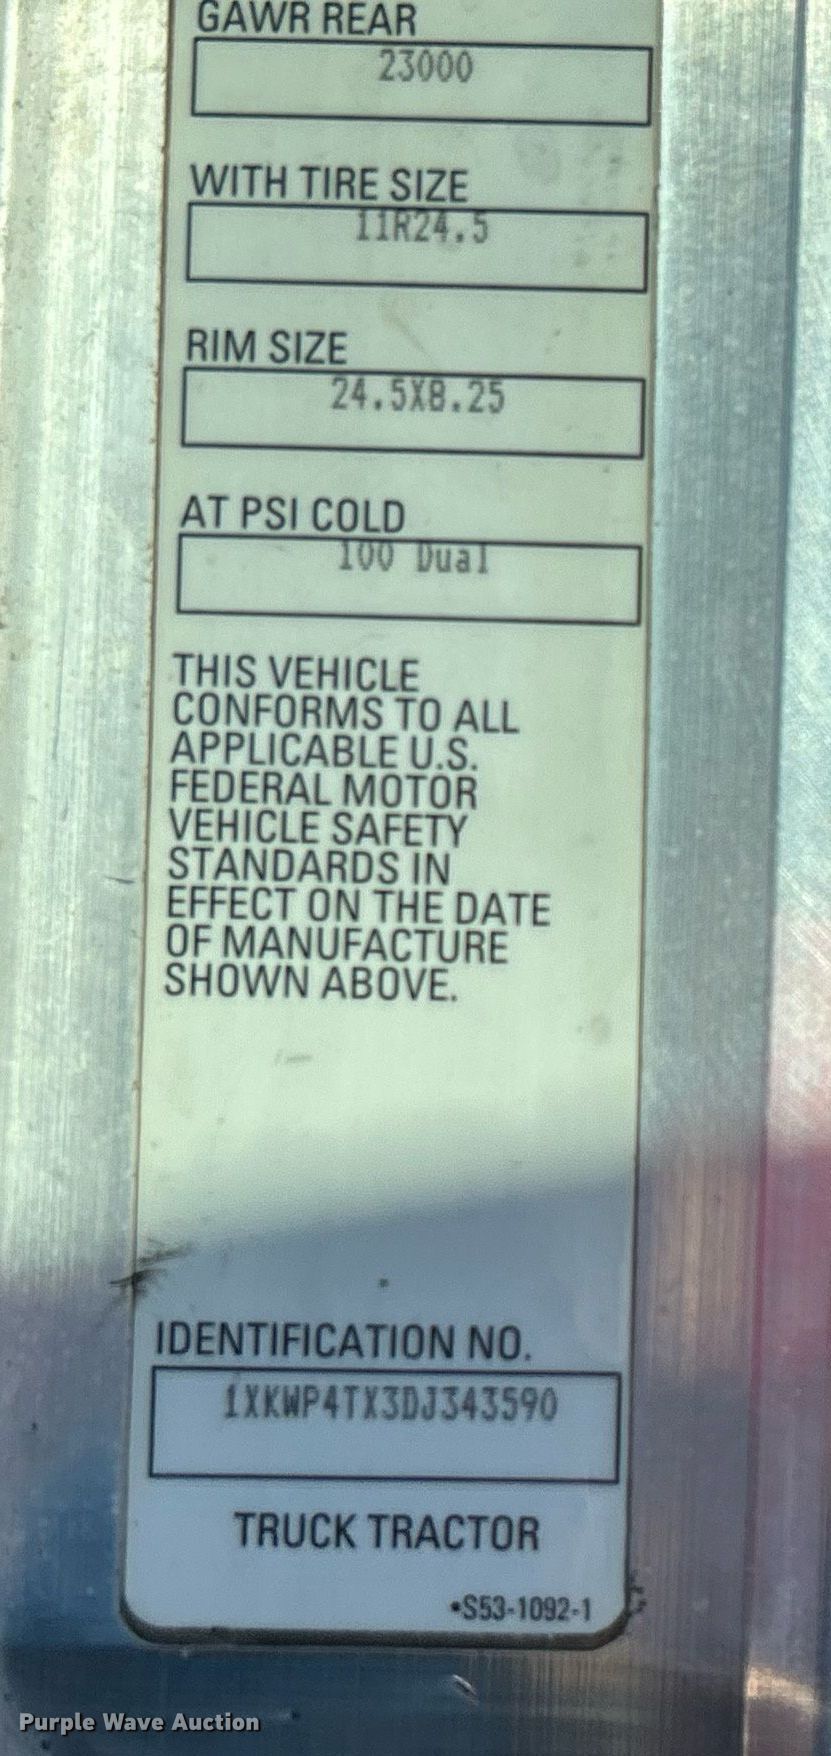 GAWR REAR
23000
WITH TIRE SIZE
11R24.5
RIM SIZE
24.5X8.25
AT PSI COLD
100 Dual
THIS VEHICLE
CONFORMS TO ALL
APPLICABLE U.S.
FEDERAL MOTOR
VEHICLE SAFETY
STANDARDS IN
EFFECT ON THE DATE
OF MANUFACTURE
SHOWN ABOVE.
IDENTIFICATION NO.
1XKWP4TX3DJ343590
TRUCK TRACTOR
•S53-1092-1
Purple Wave Auction